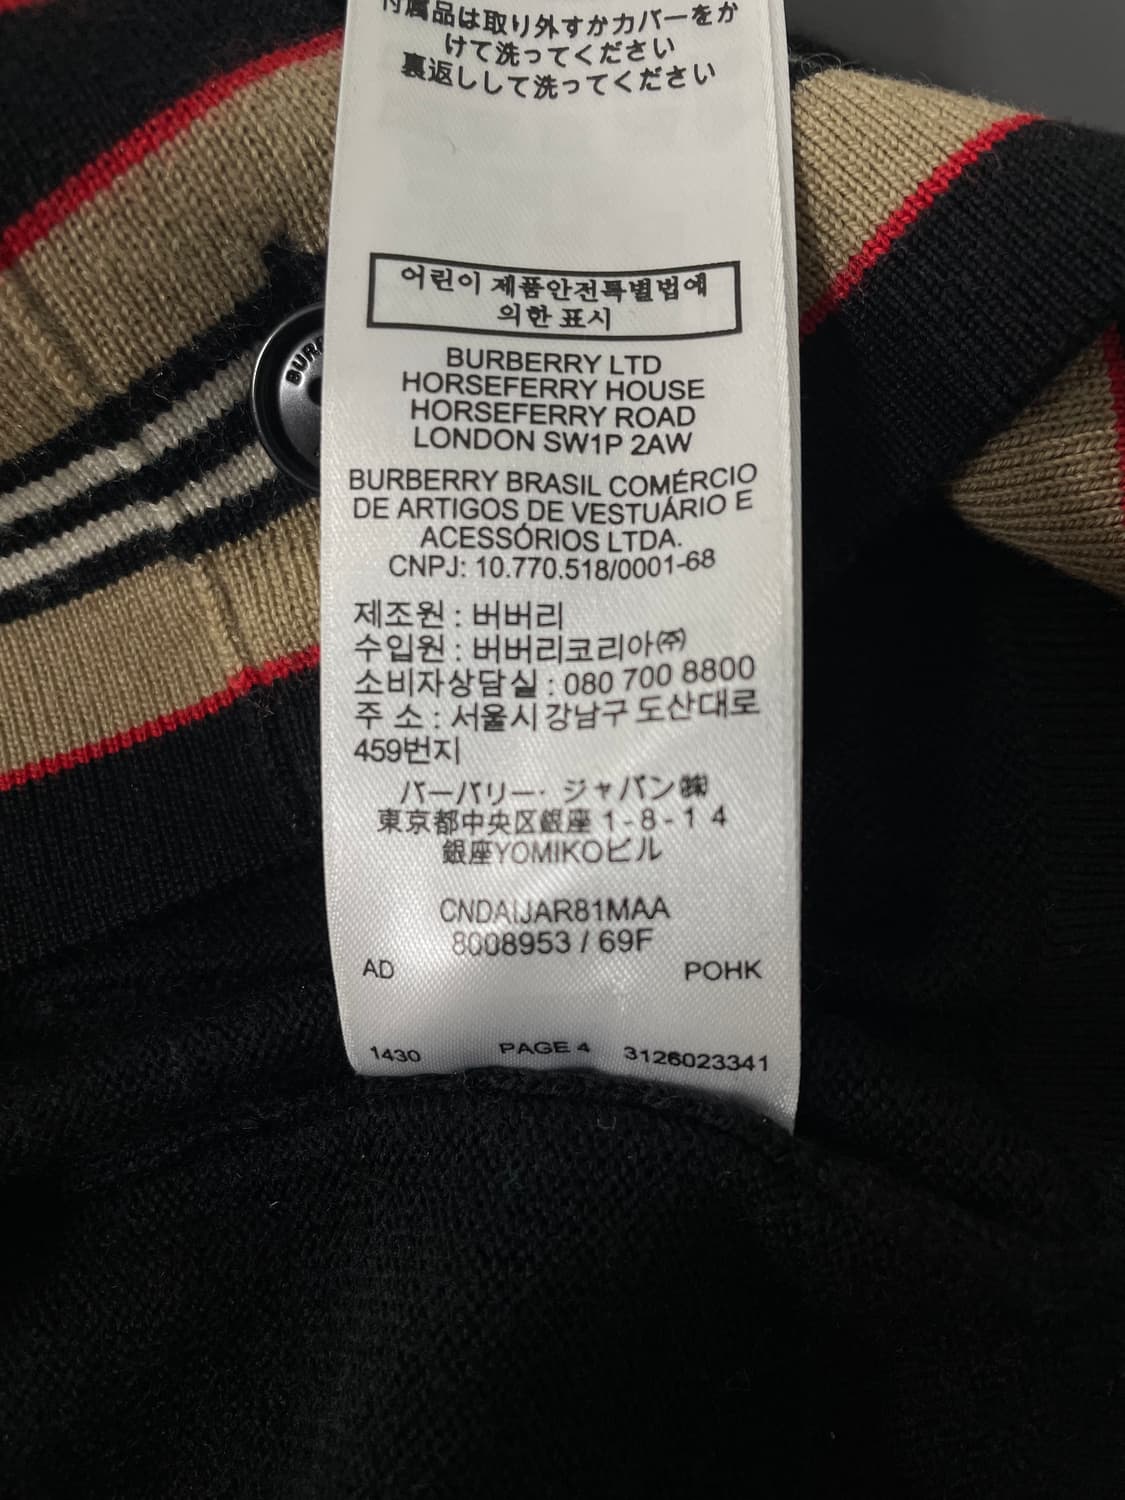 付属品は取り外すかカバーをか
けて洗ってください
裏返しして洗ってください
어린이 제품안전특별법에
의한 표시
BURBERRY LTD
HORSEFERRY HOUSE
HORSEFERRY ROAD
LONDON SW1P 2AW
BURBERRY BRASIL COMÉRCIO
DE ARTIGOS DE VESTUÁRIO E
ACESSÓRIOS LTDA.
CNPJ: 10.770.518/0001-68
제조원 : 버버리
수입원 : 버버리코리아㈜
소비자상담실 : 080 700 8800
주 소 : 서울시 강남구 도산대로
459번지
バーバリー・ジャパン㈱
東京都中央区銀座 1-8-1 4
銀座YOMIKOビル
CNDAIJAR81MAA
8008953 / 69F
AD POHK
1430 PAGE 4 3126023341
BUR